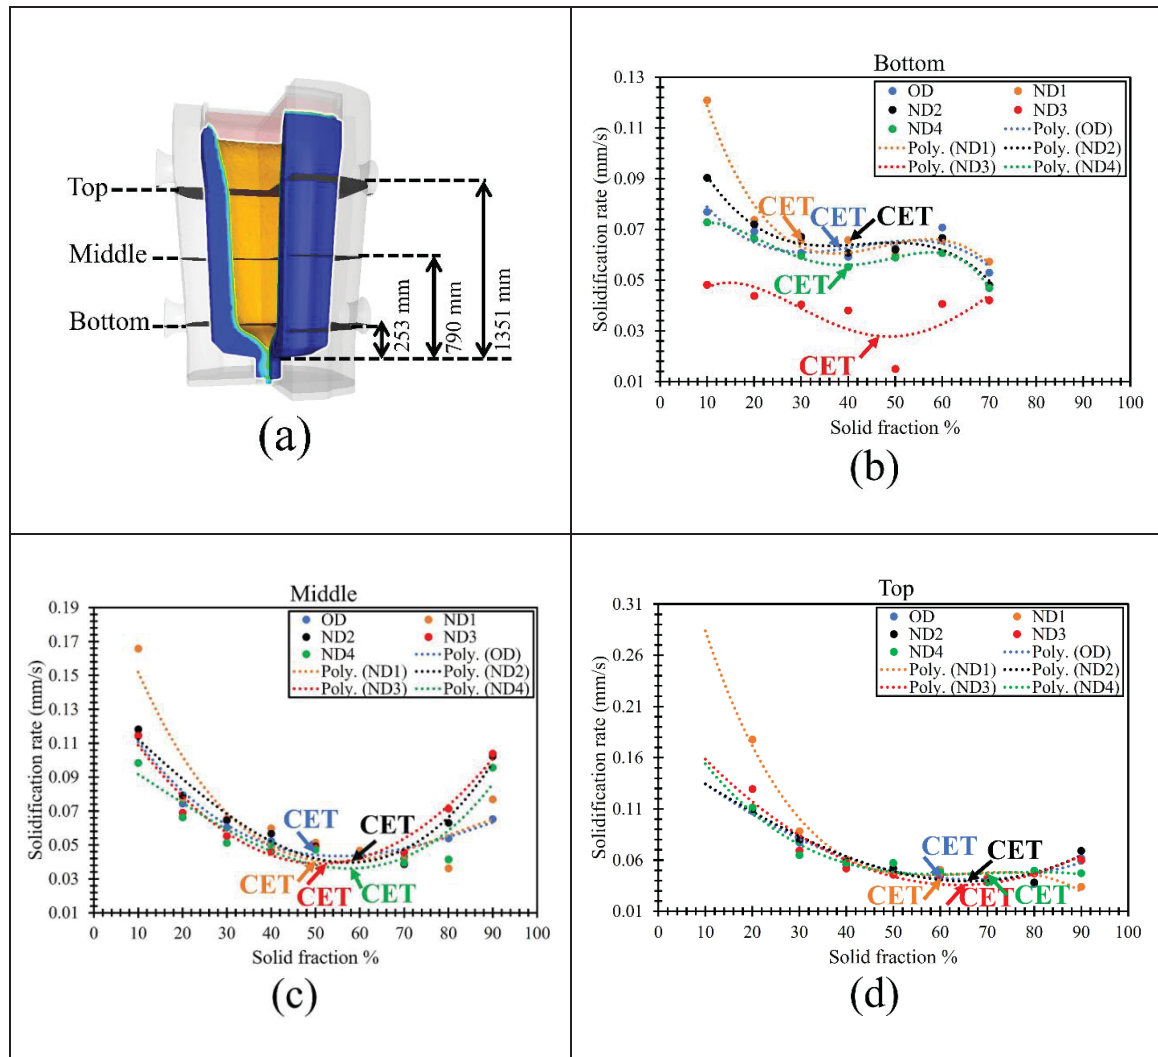 Top
Middle
Bottom
253 mm
790 mm
1351 mm
(a)
Bottom
Solidification rate (mm/s)
0.13
0.11
0.09
0.07
0.05
0.03
0.01
OD ND1
ND2 ND3
ND4 Poly. (OD)
Poly. (ND1) Poly. (ND2)
Poly. (ND3) Poly. (ND4)
CET CET CET
CET
CET
0 10 20 30 40 50 60 70 80 90 100
Solid fraction %
(b)
Middle
Solidification rate (mm/s)
0.19
0.17
0.15
0.13
0.11
0.09
0.07
0.05
0.03
0.01
OD ND1
ND2 ND3
ND4 Poly. (OD)
Poly. (ND1) Poly. (ND2)
Poly. (ND3) Poly. (ND4)
CET CET
CET CET CET
0 10 20 30 40 50 60 70 80 90 100
Solid fraction %
(c)
Top
Solidification rate (mm/s)
0.31
0.26
0.21
0.16
0.11
0.06
0.01
OD ND1
ND2 ND3
ND4 Poly. (OD)
Poly. (ND1) Poly. (ND2)
Poly. (ND3) Poly. (ND4)
CET CET
CET CET CET
0 10 20 30 40 50 60 70 80 90 100
Solid fraction %
(d)